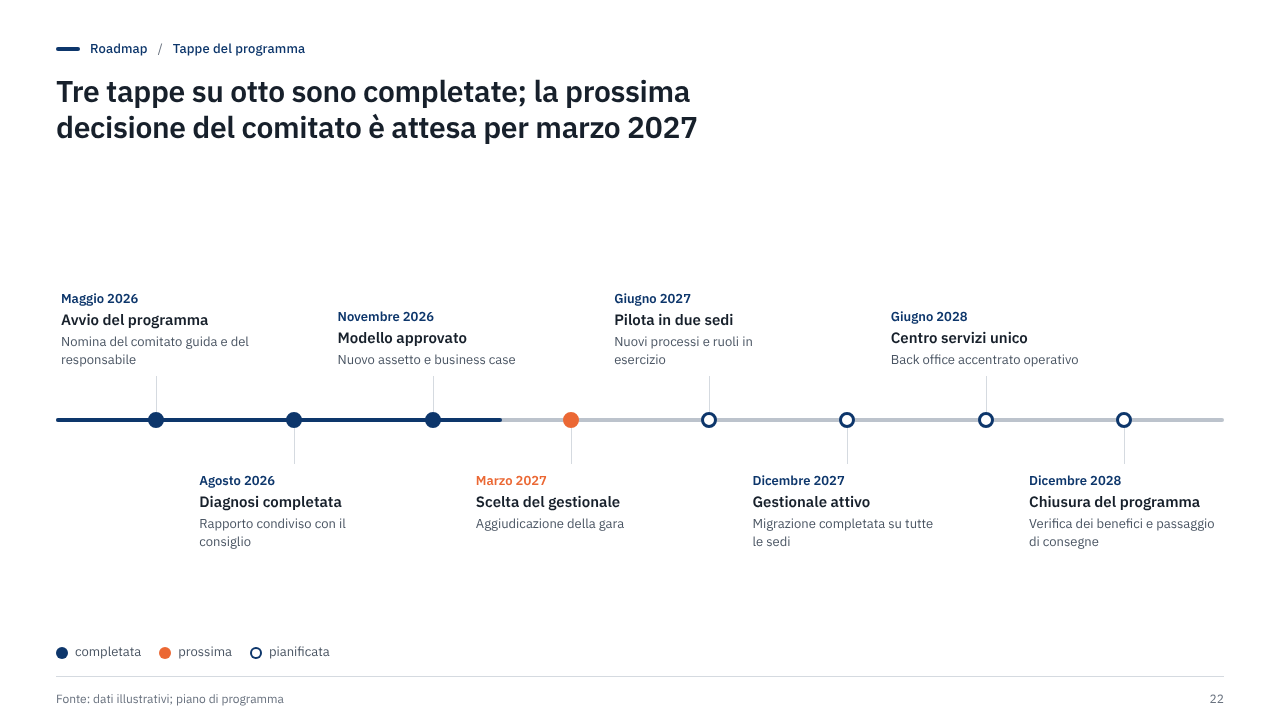 Roadmap / Tappe del programma
Tre tappe su otto sono completate; la prossima
decisione del comitato è attesa per marzo 2027
Maggio 2026
Avvio del programma
Nomina del comitato guida e del
responsabile
Novembre 2026
Modello approvato
Nuovo assetto e business case
Giugno 2027
Pilota in due sedi
Nuovi processi e ruoli in
esercizio
Giugno 2028
Centro servizi unico
Back office accentrato operativo
Agosto 2026
Diagnosi completata
Rapporto condiviso con il
consiglio
Marzo 2027
Scelta del gestionale
Aggiudicazione della gara
Dicembre 2027
Gestionale attivo
Migrazione completata su tutte
le sedi
Dicembre 2028
Chiusura del programma
Verifica dei benefici e passaggio
di consegne
completata prossima pianificata
Fonte: dati illustrativi; piano di programma
22